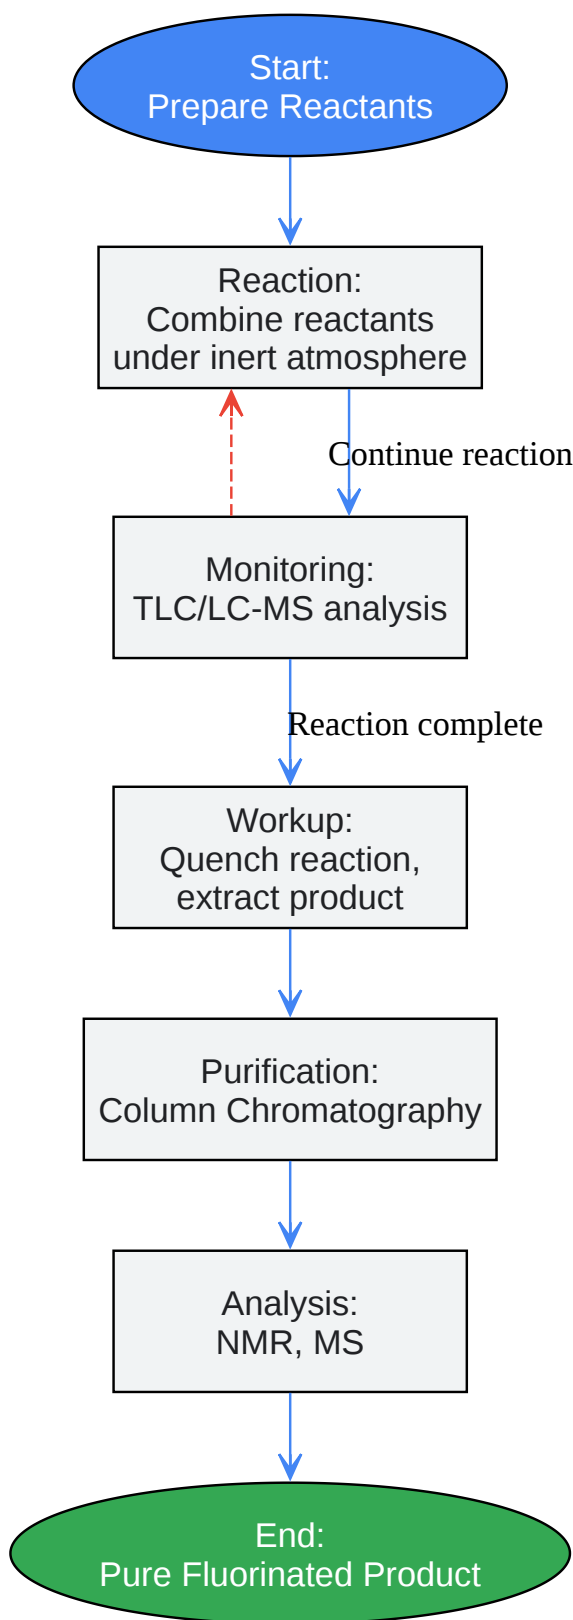 Start:
Prepare Reactants
Reaction:
Combine reactants
under inert atmosphere
Continue reaction
Monitoring:
TLC/LC-MS analysis
Reaction complete
Workup:
Quench reaction,
extract product
Purification:
Column Chromatography
Analysis:
NMR, MS
End:
Pure Fluorinated Product